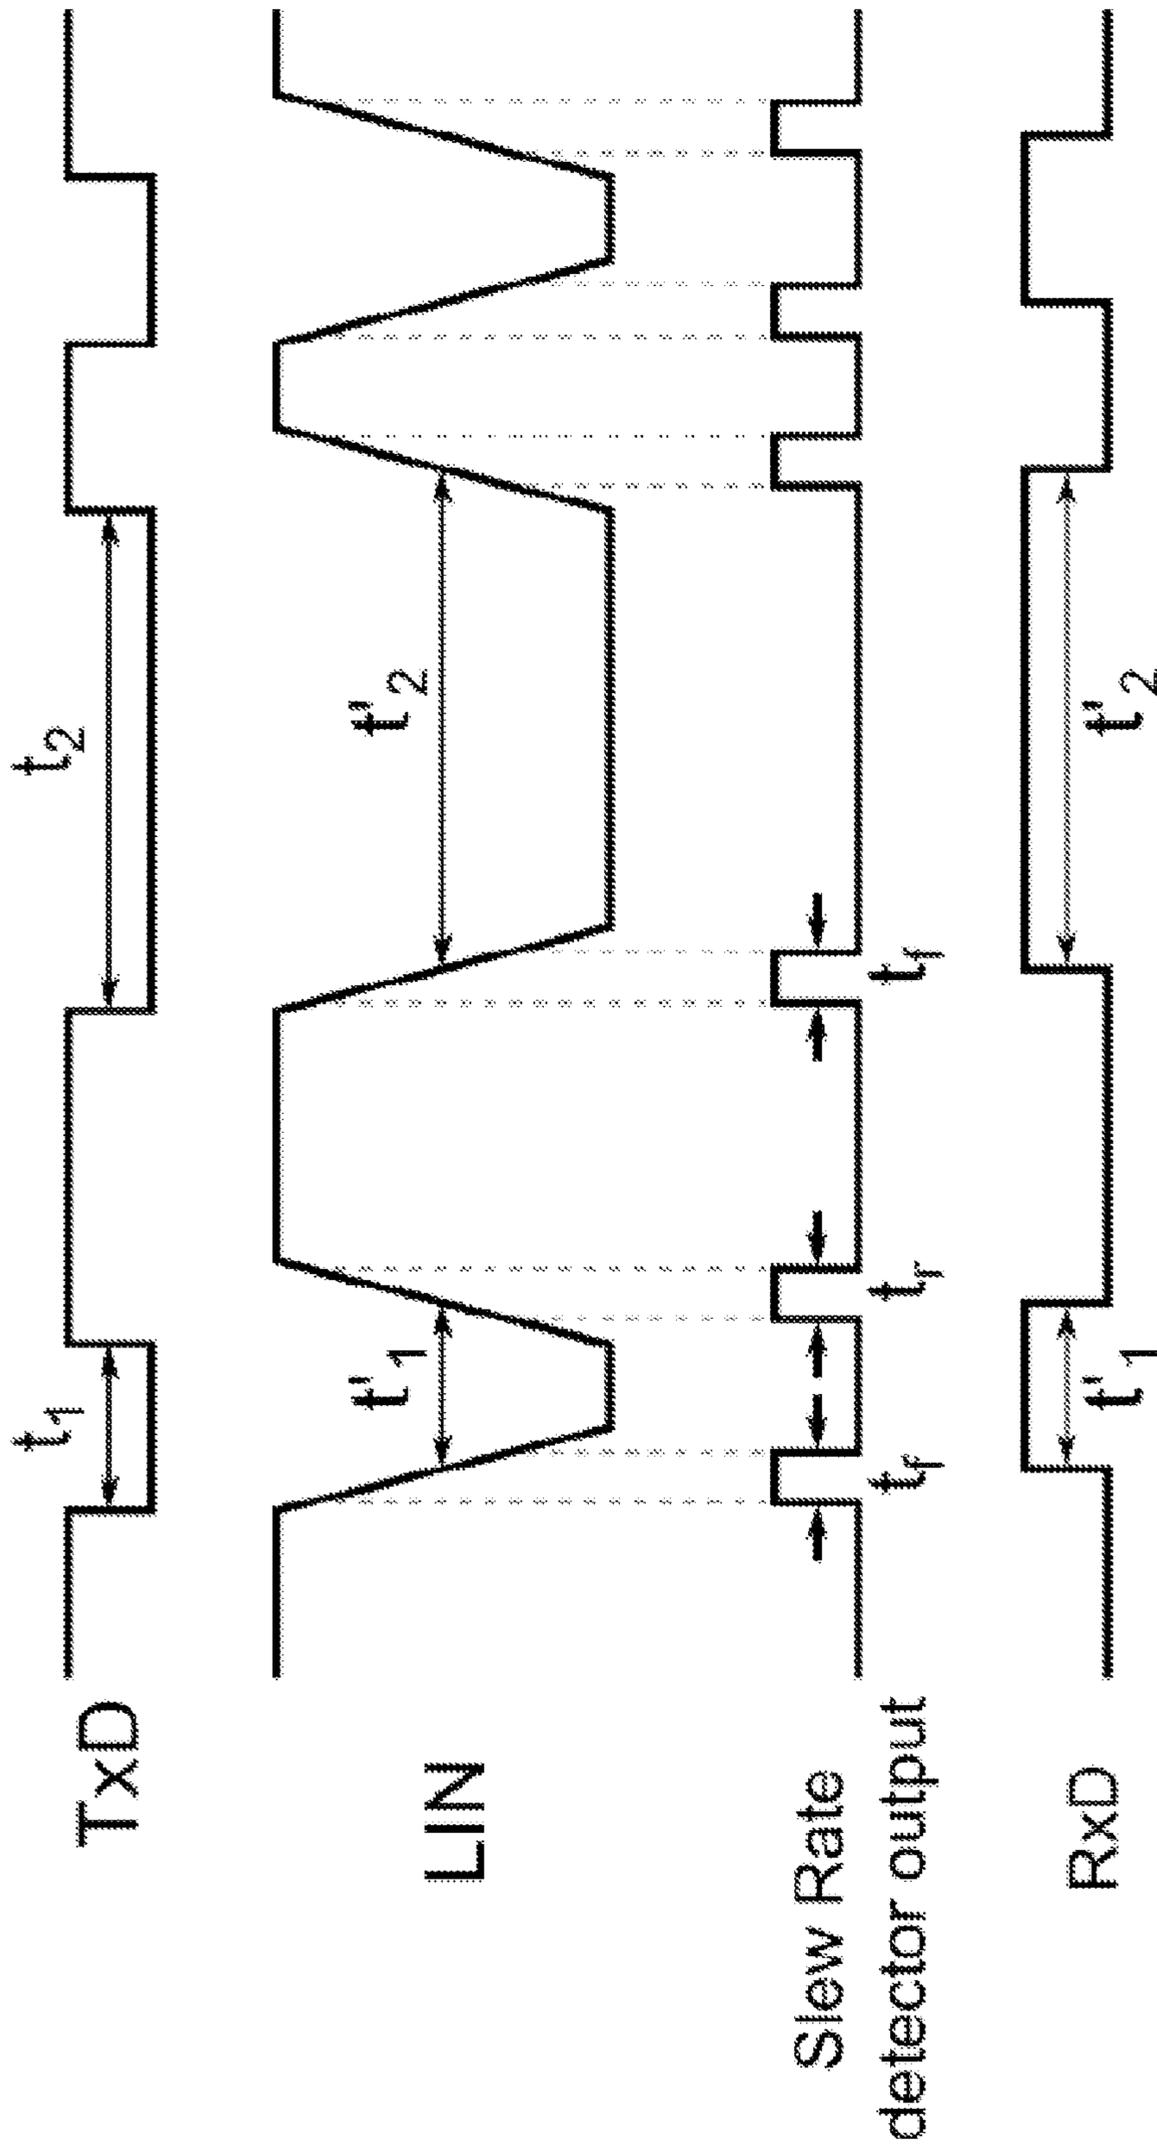 TxD
t1
t2
LIN
t'1
t'2
Slew Rate
detector output
tf
tr
tf
RxD
t'1
t'2